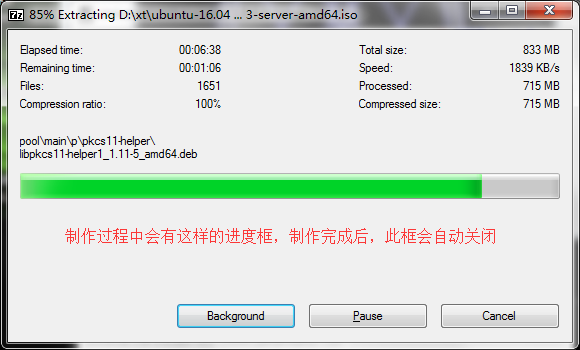 7z 85% Extracting D:\xt\ubuntu-16.04 ... 3-server-amd64.iso
Elapsed time: 00:06:38 Total size: 833 MB
Remaining time: 00:01:06 Speed: 1839 KB/s
Files: 1651 Processed: 715 MB
Compression ratio: 100% Compressed size: 715 MB
pool\main\p\pkcs11-helper\
libpkcs11-helper1_1.11-5_amd64.deb
制作过程中会有这样的进度框，制作完成后，此框会自动关闭
Background Pause Cancel